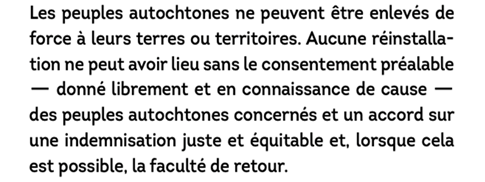 Les peuples autochtones ne peuvent être enlevés de
force à leurs terres ou territoires. Aucune réinstalla-
tion ne peut avoir lieu sans le consentement préalable
— donné librement et en connaissance de cause —
des peuples autochtones concernés et un accord sur
une indemnisation juste et équitable et, lorsque cela
est possible, la faculté de retour.